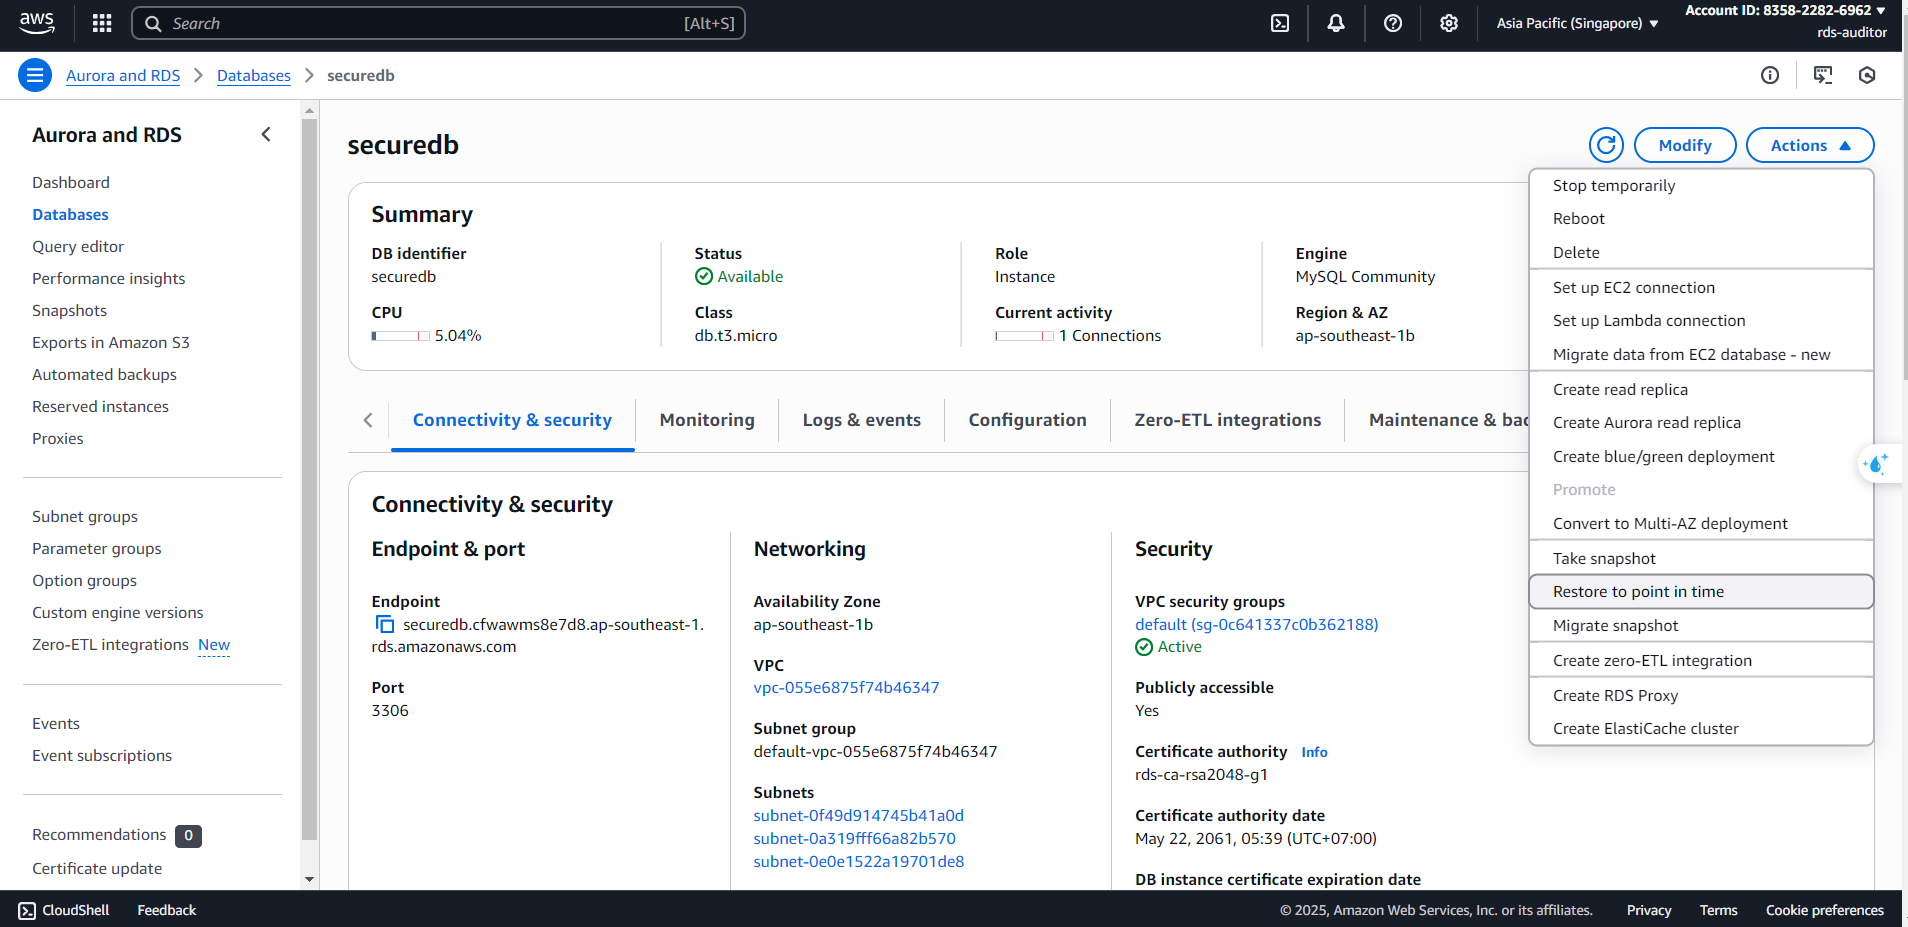 aws
Search
[Alt+S]
Asia Pacific (Singapore)
Account ID: 8358-2282-6962
rds-auditor
Aurora and RDS
Databases
securedb
Aurora and RDS
Dashboard
Databases
Query editor
Performance insights
Snapshots
Exports in Amazon S3
Automated backups
Reserved instances
Proxies
Subnet groups
Parameter groups
Option groups
Custom engine versions
Zero-ETL integrations New
Events
Event subscriptions
Recommendations 0
Certificate update
securedb
Modify
Actions
Summary
DB identifier
securedb
Status
Available
Role
Instance
Engine
MySQL Community
CPU
5.04%
Class
db.t3.micro
Current activity
1 Connections
Region & AZ
ap-southeast-1b
Connectivity & security
Monitoring
Logs & events
Configuration
Zero-ETL integrations
Maintenance & bac
Connectivity & security
Endpoint & port
Endpoint
securedb.cfwawms8e7d8.ap-southeast-1.
rds.amazonaws.com
Port
3306
Networking
Availability Zone
ap-southeast-1b
VPC
vpc-055e6875f74b46347
Subnet group
default-vpc-055e6875f74b46347
Subnets
subnet-0f49d914745b41a0d
subnet-0a319fff66a82b570
subnet-0e0e1522a19701de8
Security
VPC security groups
default (sg-0c641337c0b362188)
Active
Publicly accessible
Yes
Certificate authority Info
rds-ca-rsa2048-g1
Certificate authority date
May 22, 2061, 05:39 (UTC+07:00)
DB instance certificate expiration date
Stop temporarily
Reboot
Delete
Set up EC2 connection
Set up Lambda connection
Migrate data from EC2 database - new
Create read replica
Create Aurora read replica
Create blue/green deployment
Promote
Convert to Multi-AZ deployment
Take snapshot
Restore to point in time
Migrate snapshot
Create zero-ETL integration
Create RDS Proxy
Create ElastiCache cluster
CloudShell
Feedback
© 2025, Amazon Web Services, Inc. or its affiliates.
Privacy
Terms
Cookie preferences